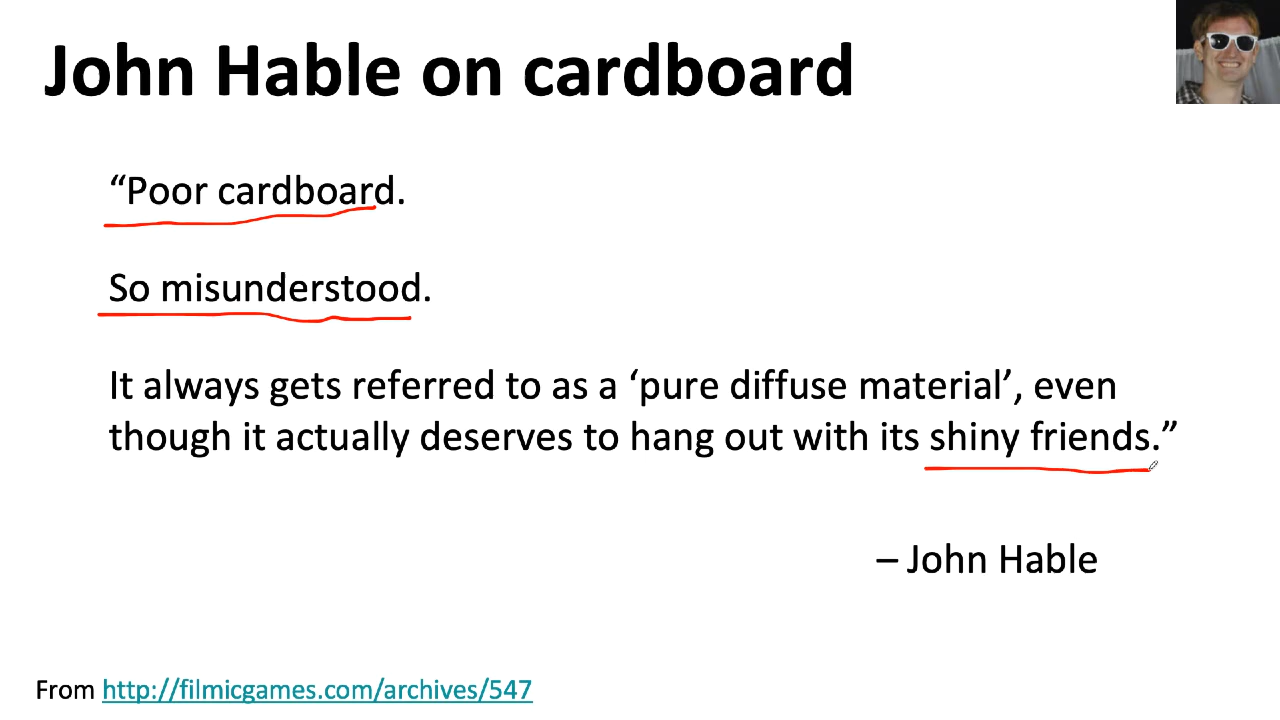 John Hable on cardboard
“Poor cardboard.
So misunderstood.
It always gets referred to as a ‘pure diffuse material’, even
though it actually deserves to hang out with its shiny friends.”
– John Hable
From http://filmicgames.com/archives/547